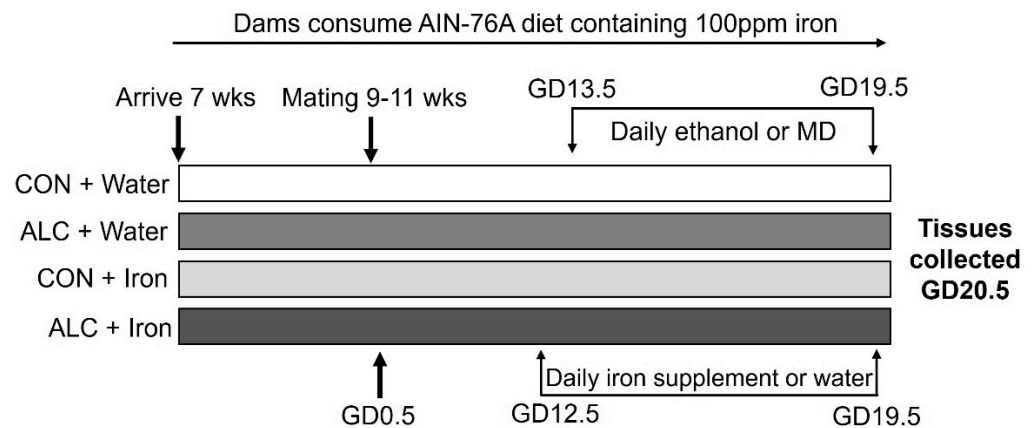 Dams consume AIN-76A diet containing 100ppm iron
Arrive 7 wks
Mating 9-11 wks
GD13.5
GD19.5
Daily ethanol or MD
CON + Water
ALC + Water
CON + Iron
ALC + Iron
Tissues
collected
GD20.5
Daily iron supplement or water
GD0.5
GD12.5
GD19.5